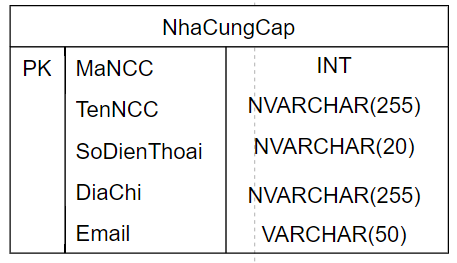 NhaCungCap
PK MaNCC INT
TenNCC NVARCHAR(255)
SoDienThoai NVARCHAR(20)
DiaChi NVARCHAR(255)
Email VARCHAR(50)